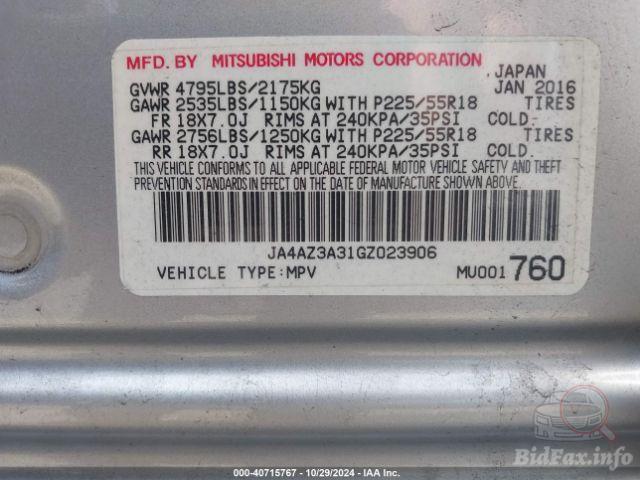 MFD. BY MITSUBISHI MOTORS CORPORATION
JAPAN
GVWR 4795LBS/2175KG JAN 2016
GAWR 2535LBS/1150KG WITH P225/55R18 TIRES
FR 18X7.0J RIMS AT 240KPA/35PSI COLD.
GAWR 2756LBS/1250KG WITH P225/55R18 TIRES
RR 18X7.0J RIMS AT 240KPA/35PSI COLD.
THIS VEHICLE CONFORMS TO ALL APPLICABLE FEDERAL MOTOR VEHICLE SAFETY AND THEFT
PREVENTION STANDARDS IN EFFECT ON THE DATE OF MANUFACTURE SHOWN ABOVE.
JA4AZ3A31GZ023906
VEHICLE TYPE:MPV MU001 760
BidFax.info
000-40715767 - 10/29/2024 - IAA Inc.